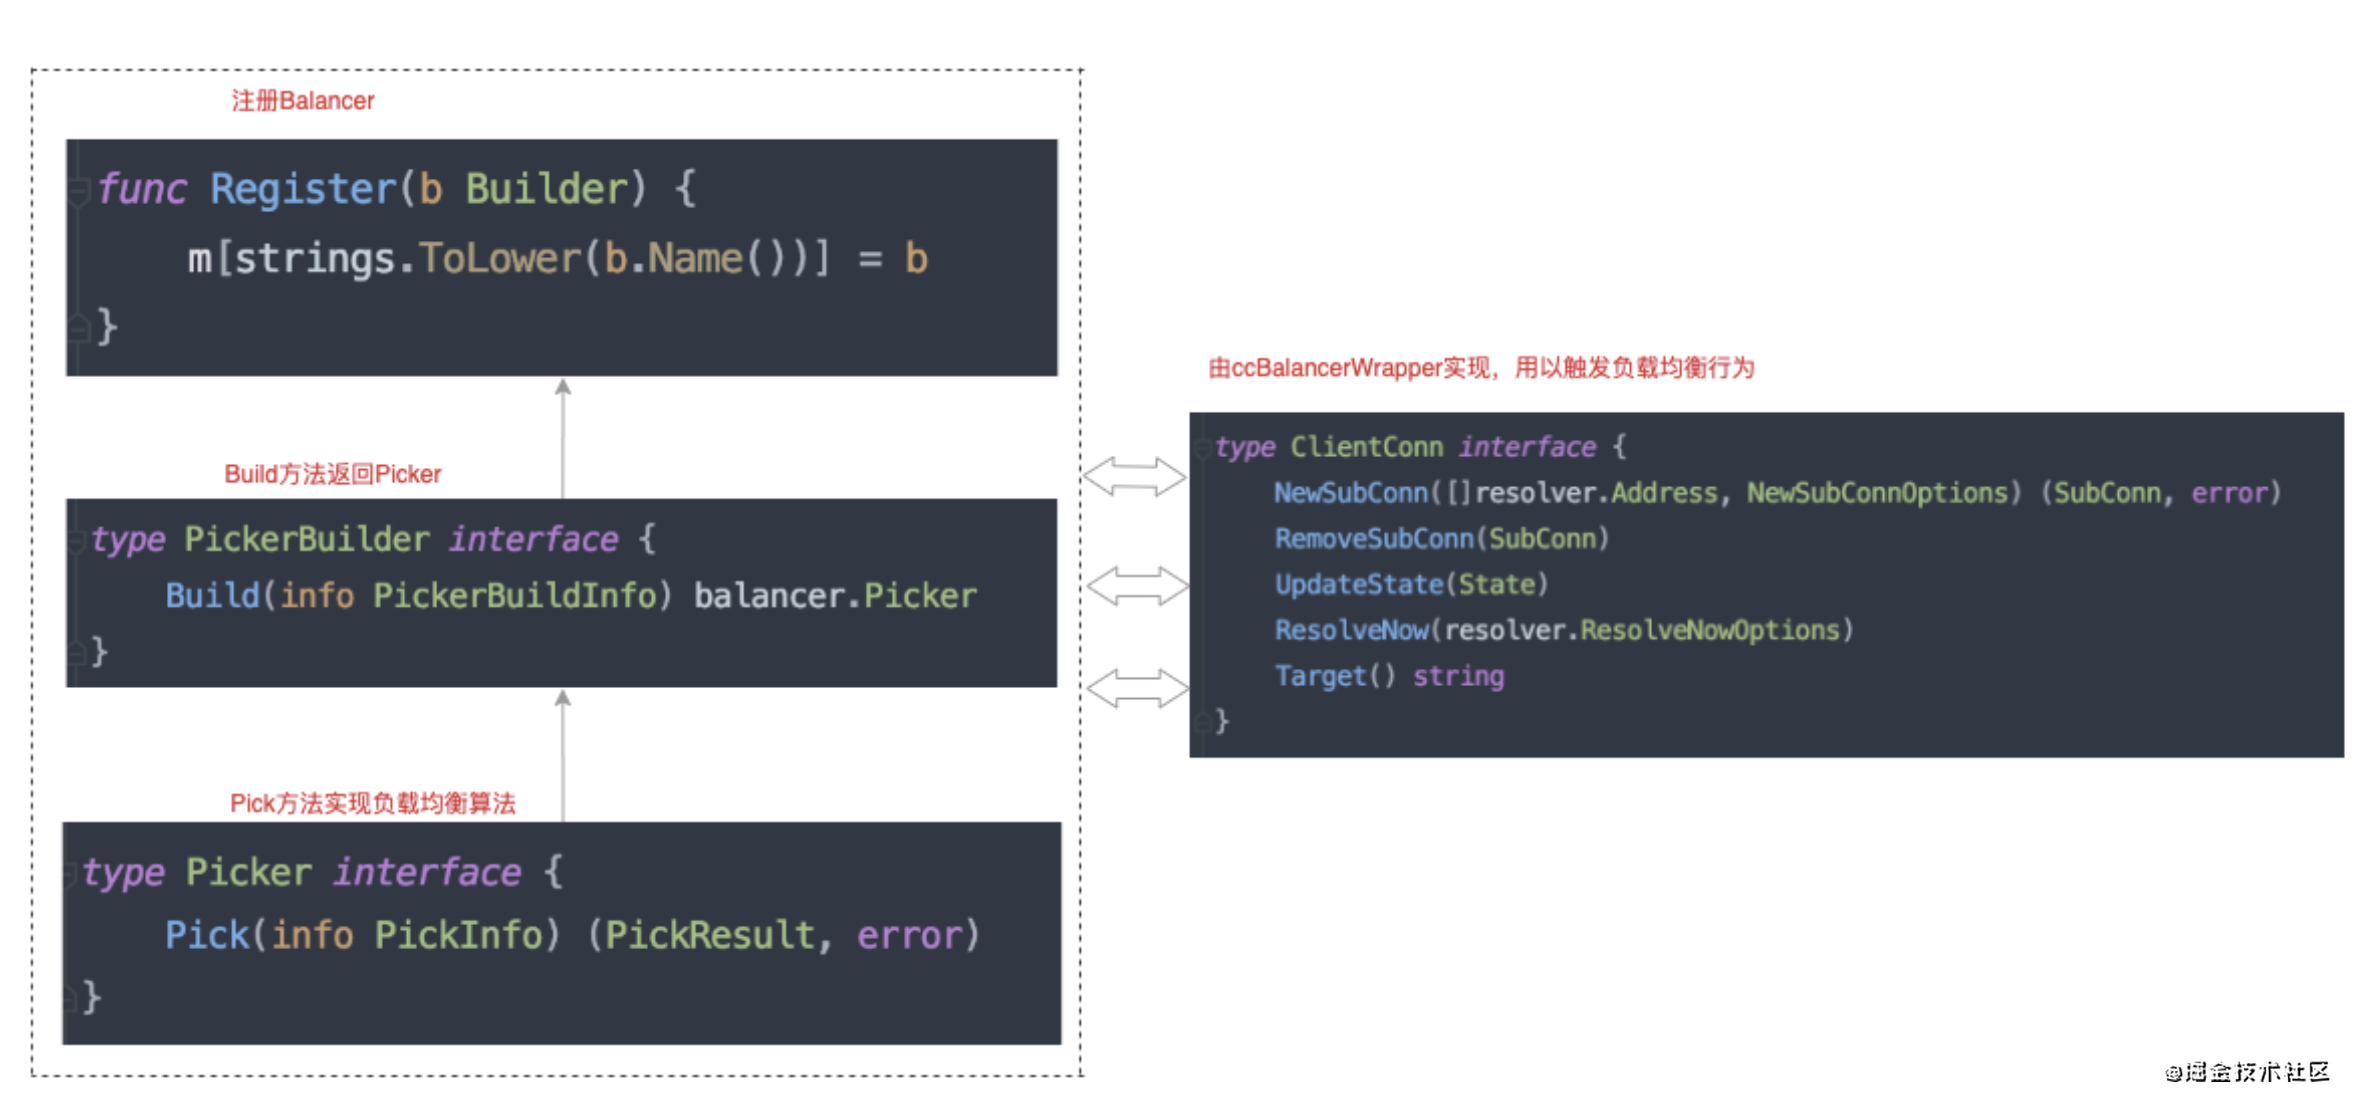 注册Balancer
func Register(b Builder) {
    m[strings.ToLower(b.Name())] = b
}
Build方法返回Picker
type PickerBuilder interface {
    Build(info PickerBuildInfo) balancer.Picker
}
Pick方法实现负载均衡算法
type Picker interface {
    Pick(info PickInfo) (PickResult, error)
}
由ccBalancerWrapper实现，用以触发负载均衡行为
type ClientConn interface {
    NewSubConn([]resolver.Address, NewSubConnOptions) (SubConn, error)
    RemoveSubConn(SubConn)
    UpdateState(State)
    ResolveNow(resolver.ResolveNowOptions)
    Target() string
}
@掘金技术社区